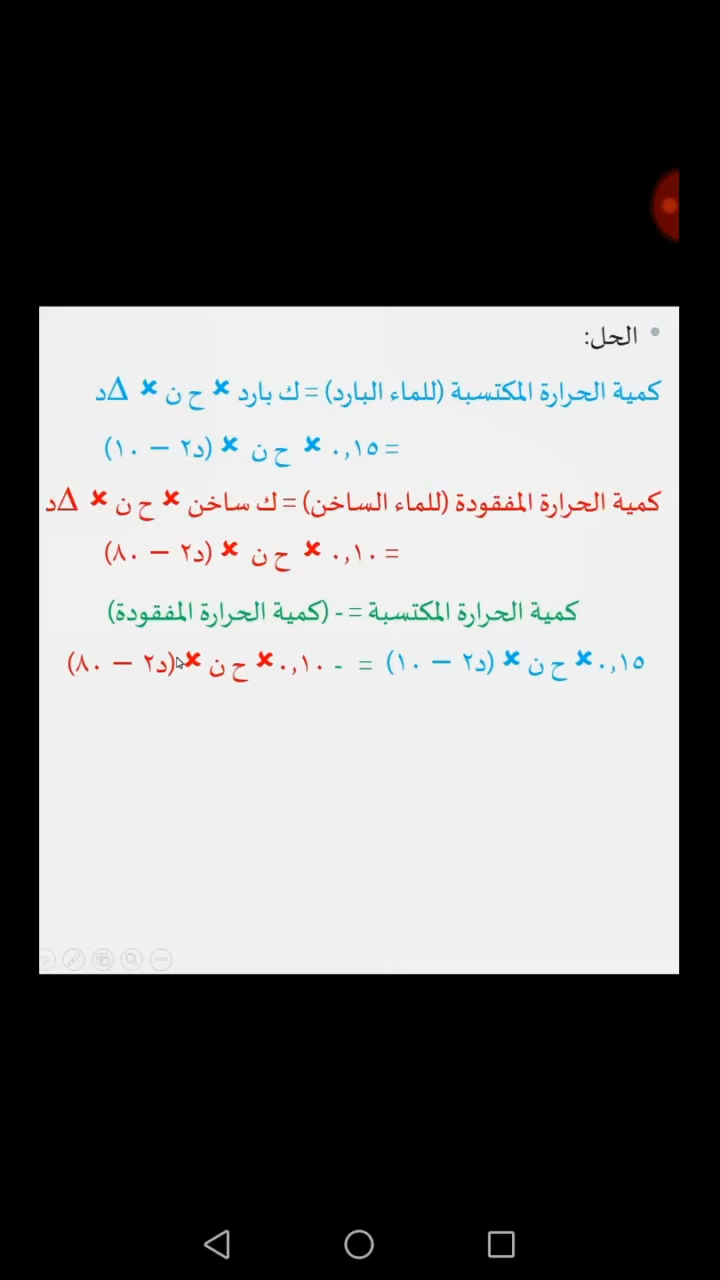 • الحل:
كمية الحرارة المكتسبة (للماء البارد) = ك بارد × ح ن × Δد
= ٠,١٥ × ح ن × (د٢ – ١٠)
كمية الحرارة المفقودة (للماء الساخن) = ك ساخن × ح ن × Δد
= ٠,١٠ × ح ن × (د٢ – ٨٠)
كمية الحرارة المكتسبة = - (كمية الحرارة المفقودة)
٠,١٥ × ح ن × (د٢ – ١٠) = - ٠,١٠ × ح ن × (د٢ – ٨٠)